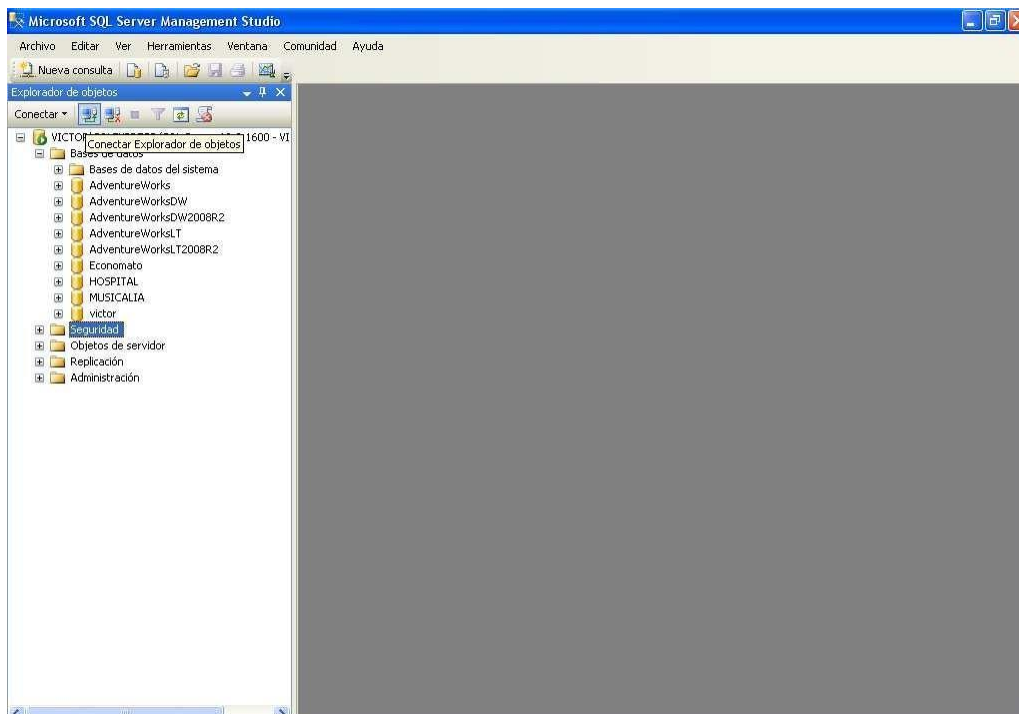 Microsoft SQL Server Management Studio
Archivo Editar Ver Herramientas Ventana Comunidad Ayuda
Nueva consulta
Explorador de objetos
Conectar
1600 - VI
Conectar Explorador de objetos
Bases de datos
Bases de datos del sistema
AdventureWorks
AdventureWorksDW
AdventureWorksDW2008R2
AdventureWorksLT
AdventureWorksLT2008R2
Economato
HOSPITAL
MUSICALIA
victor
Seguridad
Objetos de servidor
Replicación
Administración